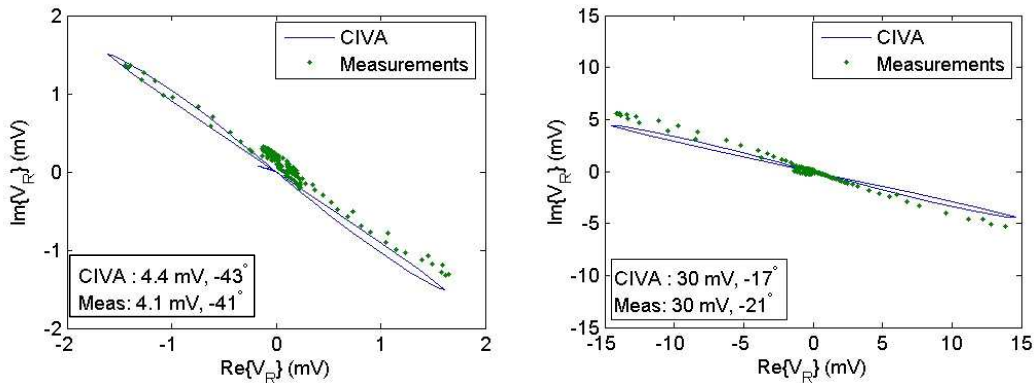 2
1
0
-1
-2
-2
-1
0
1
2
Im{V_R} (mV)
Re{V_R} (mV)
CIVA
Measurements
CIVA : 4.4 mV, -43°
Meas: 4.1 mV, -41°
15
10
5
0
-5
-10
-15
-15
-10
-5
0
5
10
15
Im{V_R} (mV)
Re{V_R} (mV)
CIVA
Measurements
CIVA : 30 mV, -17°
Meas: 30 mV, -21°